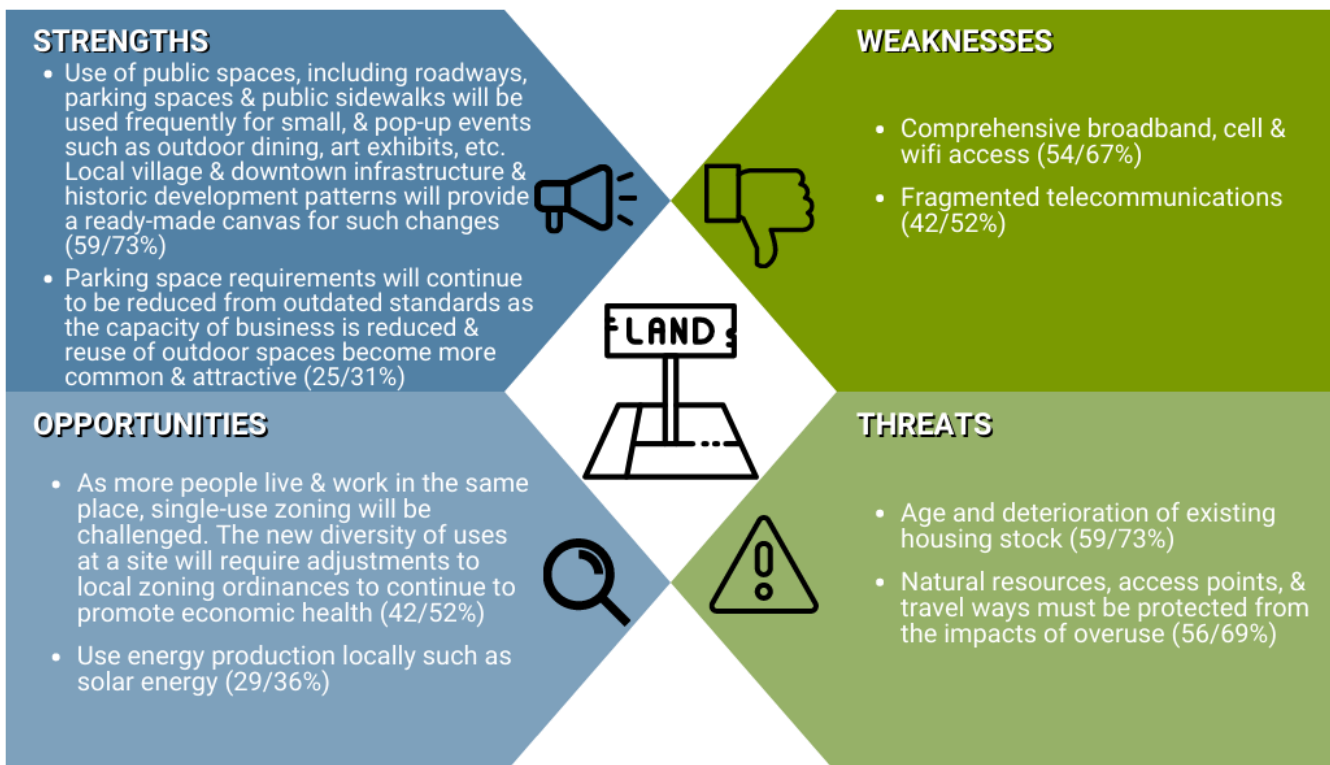 STRENGTHS
• Use of public spaces, including roadways,
parking spaces & public sidewalks will be
used frequently for small, & pop-up events
such as outdoor dining, art exhibits, etc.
Local village & downtown infrastructure &
historic development patterns will provide
a ready-made canvas for such changes
(59/73%)
• Parking space requirements will continue
to be reduced from outdated standards as
the capacity of business is reduced &
reuse of outdoor spaces become more
common & attractive (25/31%)
WEAKNESSES
• Comprehensive broadband, cell &
wifi access (54/67%)
• Fragmented telecommunications
(42/52%)
LAND
OPPORTUNITIES
• As more people live & work in the same
place, single-use zoning will be
challenged. The new diversity of uses
at a site will require adjustments to
local zoning ordinances to continue to
promote economic health (42/52%)
• Use energy production locally such as
solar energy (29/36%)
THREATS
• Age and deterioration of existing
housing stock (59/73%)
• Natural resources, access points, &
travel ways must be protected from
the impacts of overuse (56/69%)